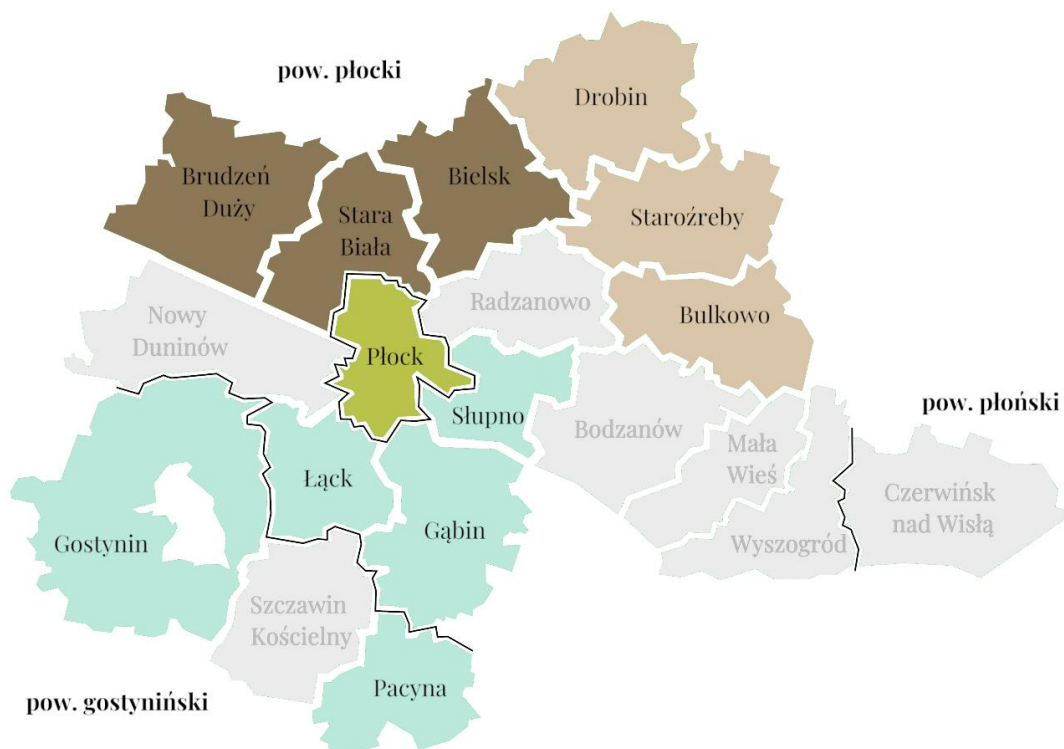 pow. płocki
Drobin
Brudzeń
Duży
Bielsk
Stara
Biała
Staroźreby
Radzanowo
Nowy
Duninów
Bulkowo
Płock
Słupno
pow. płoński
Bodzanów
Mała
Wieś
Łąck
Czerwińsk
nad Wisłą
Gostynin
Gąbin
Wyszogród
Szczawin
Kościelny
Pacyna
pow. gostyniński